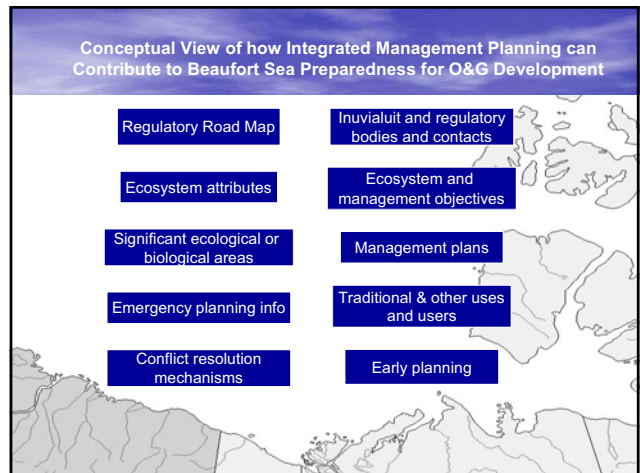 Conceptual View of how Integrated Management Planning can
Contribute to Beaufort Sea Preparedness for O&G Development
Regulatory Road Map
Inuvialuit and regulatory
bodies and contacts
Ecosystem attributes
Ecosystem and
management objectives
Significant ecological or
biological areas
Management plans
Emergency planning info
Traditional & other uses
and users
Conflict resolution
mechanisms
Early planning